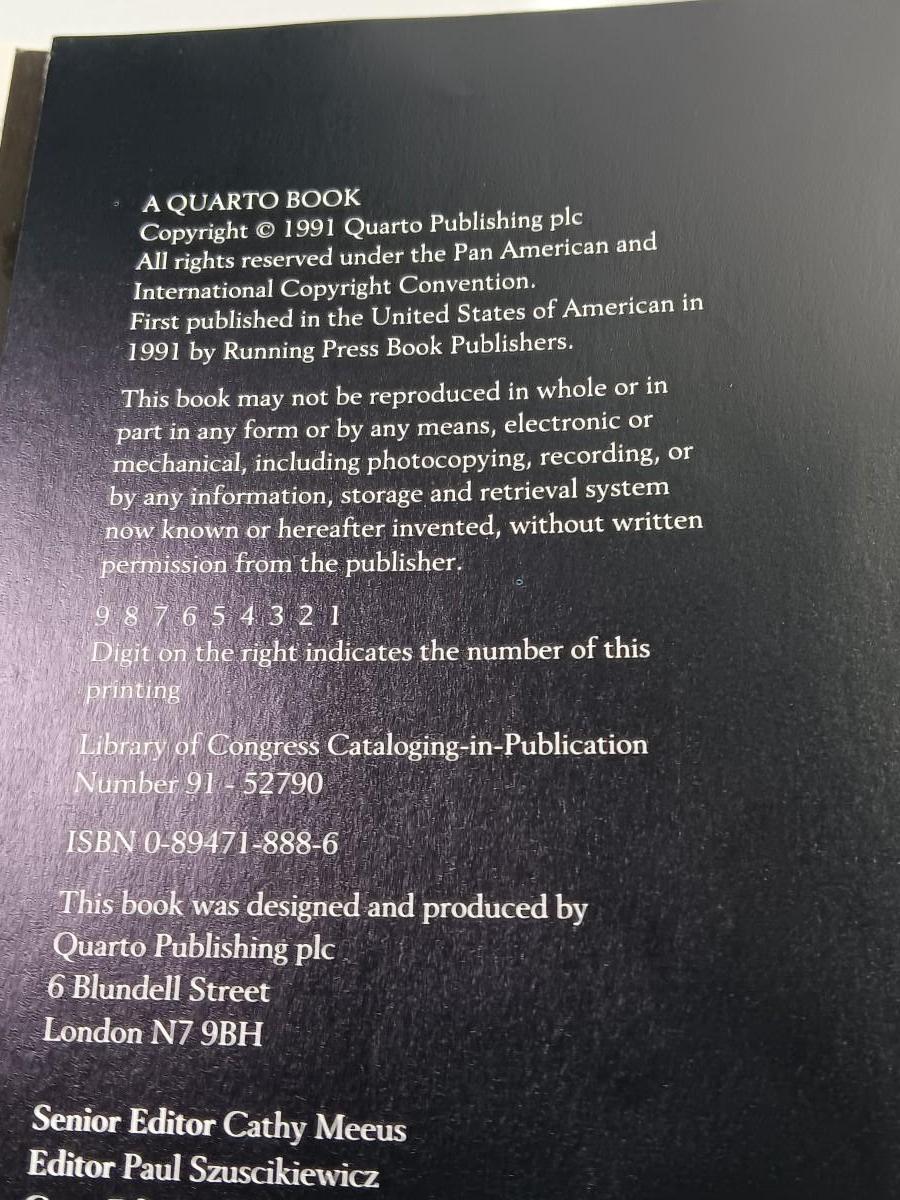 A QUARTO BOOK
Copyright © 1991 Quarto Publishing plc
All rights reserved under the Pan American and
International Copyright Convention.
First published in the United States of American in
1991 by Running Press Book Publishers.
This book may not be reproduced in whole or in
part in any form or by any means, electronic or
mechanical, including photocopying, recording, or
by any information, storage and retrieval system
now known or hereafter invented, without written
permission from the publisher.
9 8 7 6 5 4 3 2 1
Digit on the right indicates the number of this
printing
Library of Congress Cataloging-in-Publication
Number 91 - 52790
ISBN 0-89471-888-6
This book was designed and produced by
Quarto Publishing plc
6 Blundell Street
London N7 9BH
Senior Editor Cathy Meeus
Editor Paul Szuscikiewicz